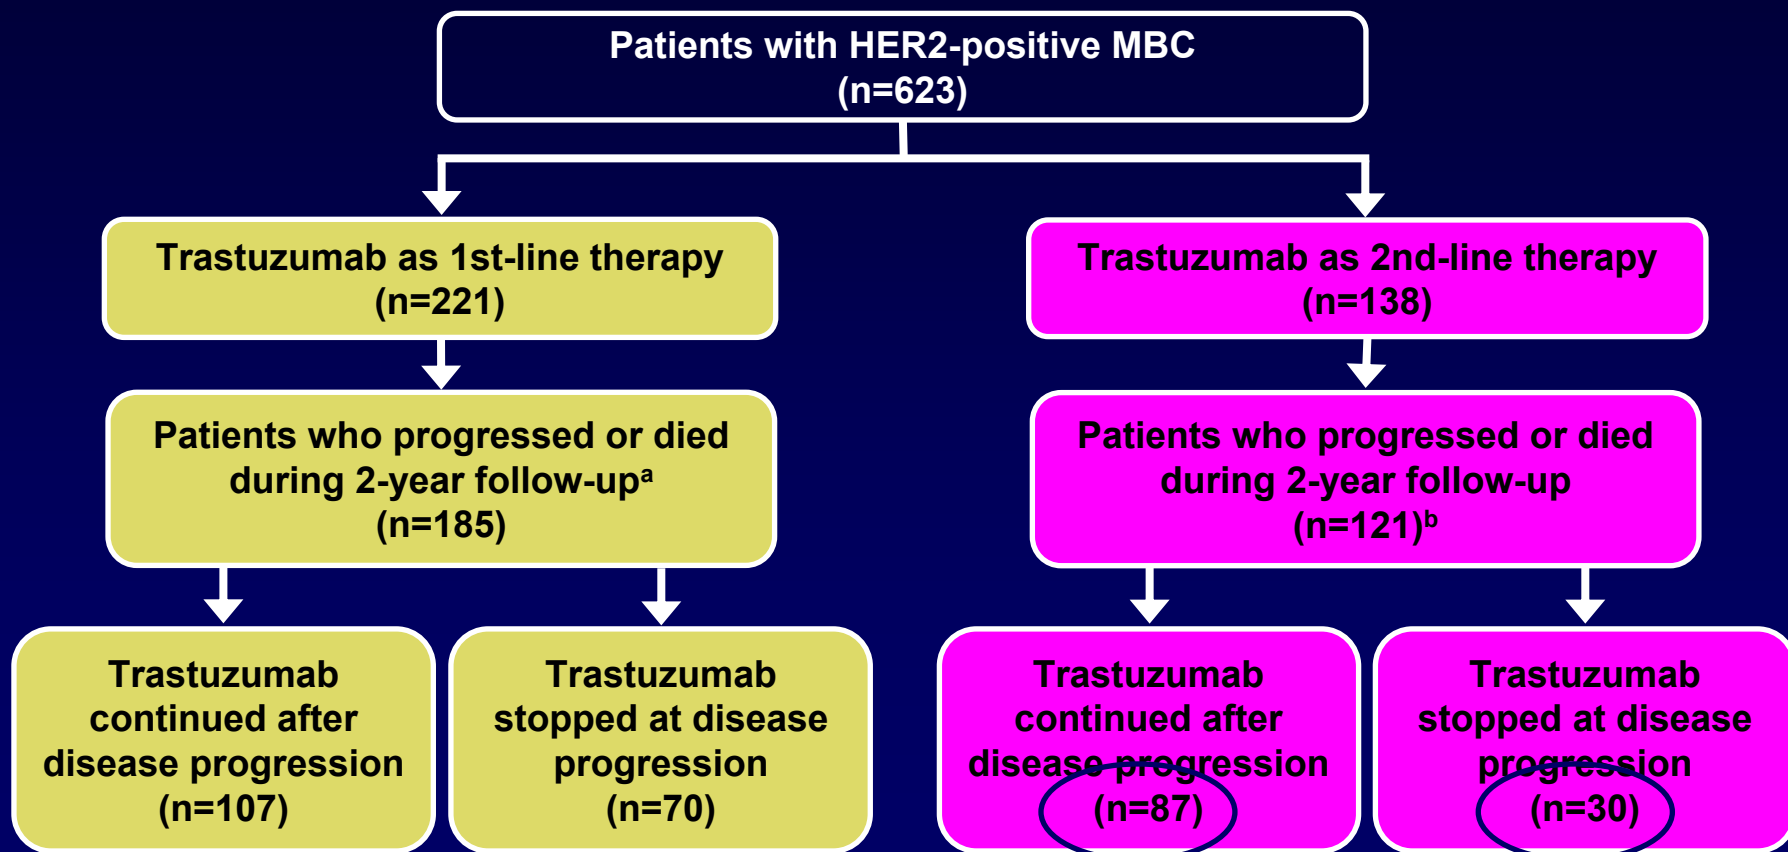 Patients with HER2-positive MBC
(n=623)
Trastuzumab as 1st-line therapy
(n=221)
Trastuzumab as 2nd-line therapy
(n=138)
Patients who progressed or died
during 2-year follow-upᵃ
(n=185)
Patients who progressed or died
during 2-year follow-up
(n=121)ᵇ
Trastuzumab
continued after
disease progression
(n=107)
Trastuzumab
stopped at disease
progression
(n=70)
Trastuzumab
continued after
disease progression
(n=87)
Trastuzumab
stopped at disease
progression
(n=30)